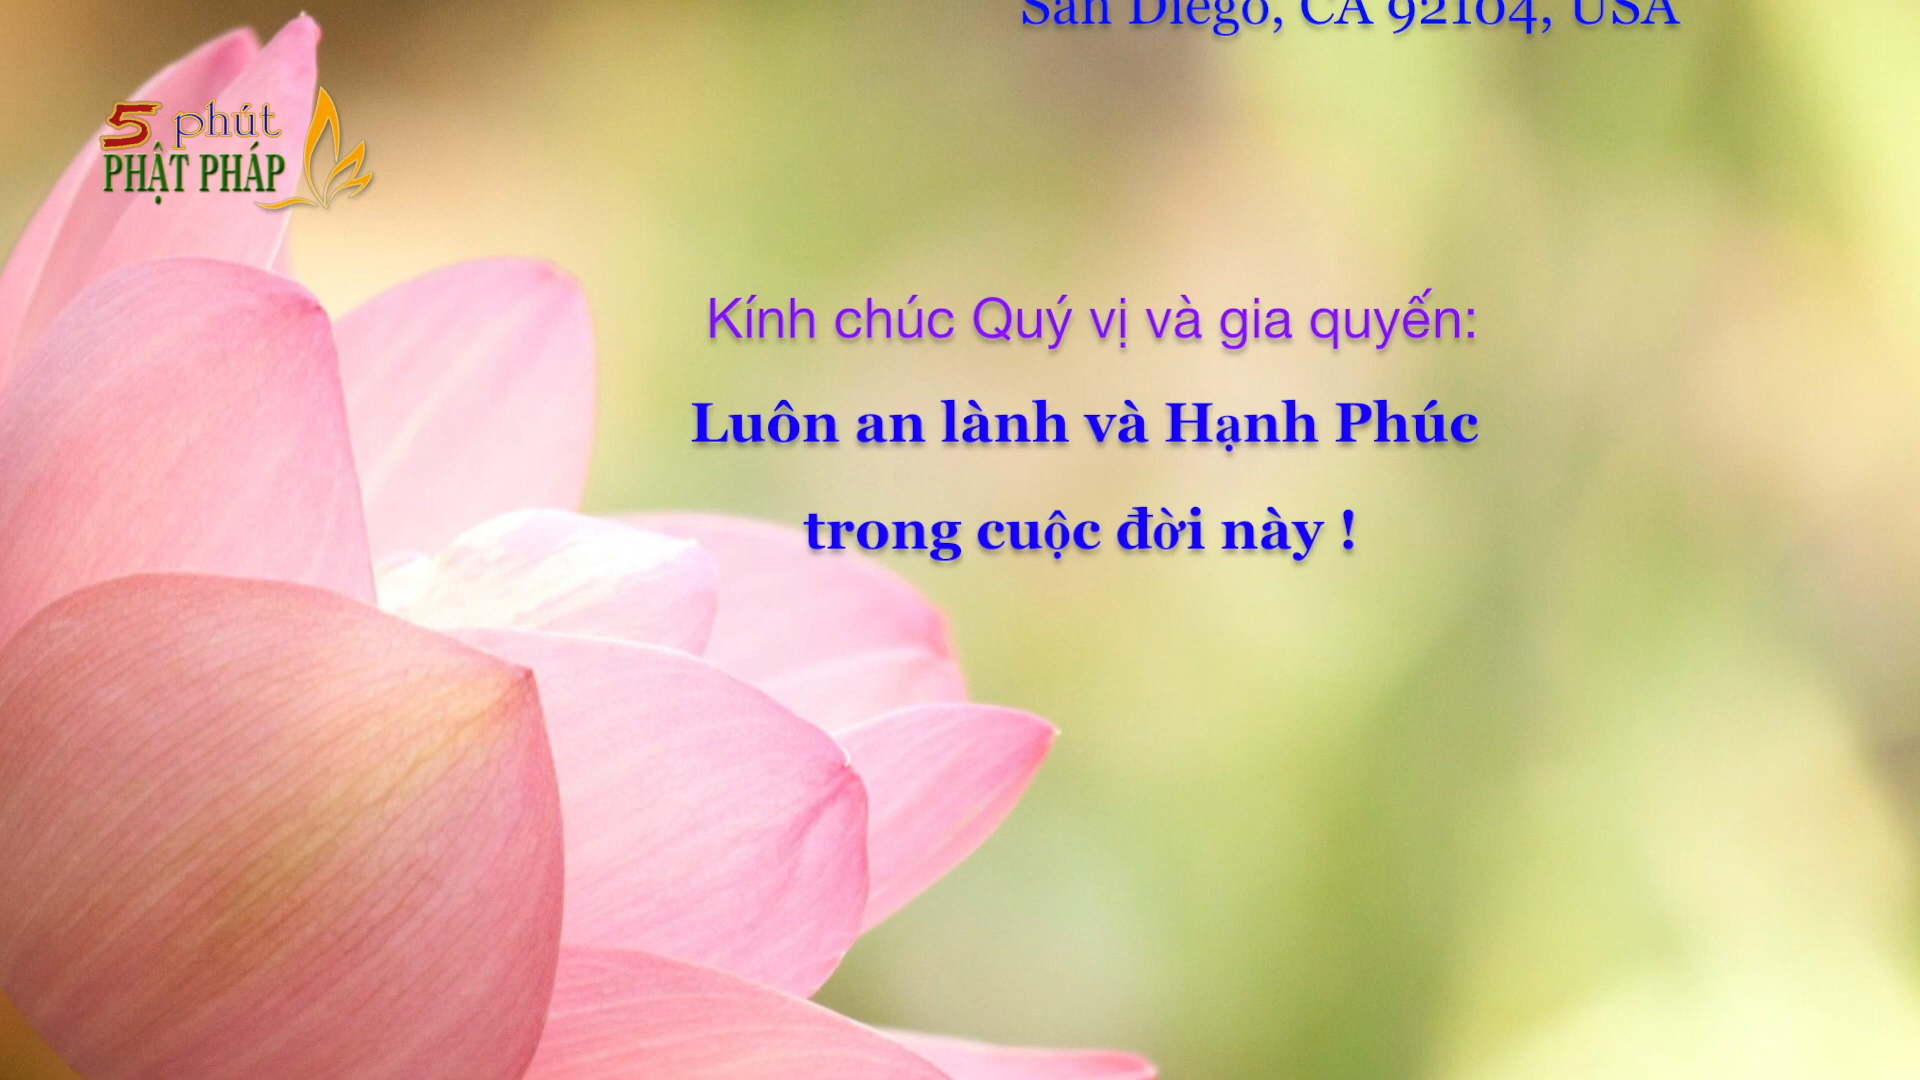 San Diego, CA 92104, USA
5 phút
PHẬT PHÁP
Kính chúc Quý vị và gia quyến:
Luôn an lành và Hạnh Phúc
trong cuộc đời này !